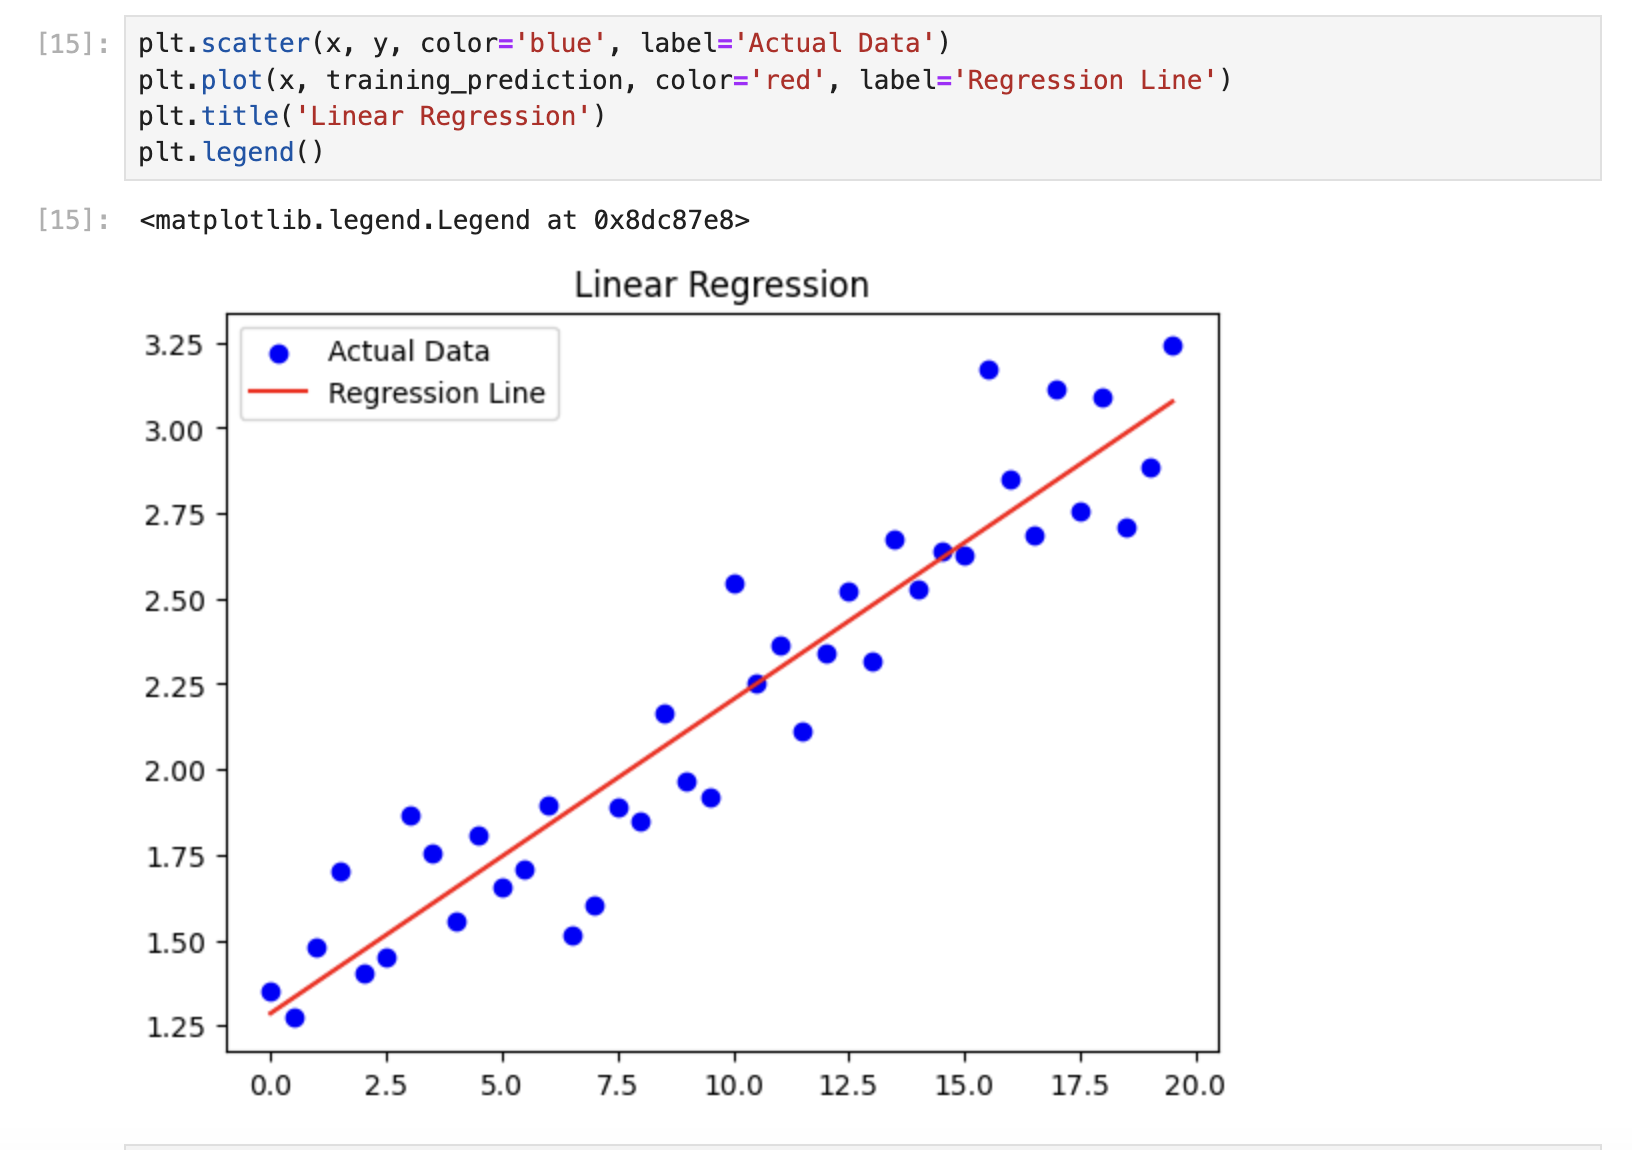 [15]: plt.scatter(x, y, color='blue', label='Actual Data')
plt.plot(x, training_prediction, color='red', label='Regression Line')
plt.title('Linear Regression')
plt.legend()
[15]: <matplotlib.legend.Legend at 0x8dc87e8>
Linear Regression
Actual Data
Regression Line
3.25
3.00
2.75
2.50
2.25
2.00
1.75
1.50
1.25
0.0 2.5 5.0 7.5 10.0 12.5 15.0 17.5 20.0